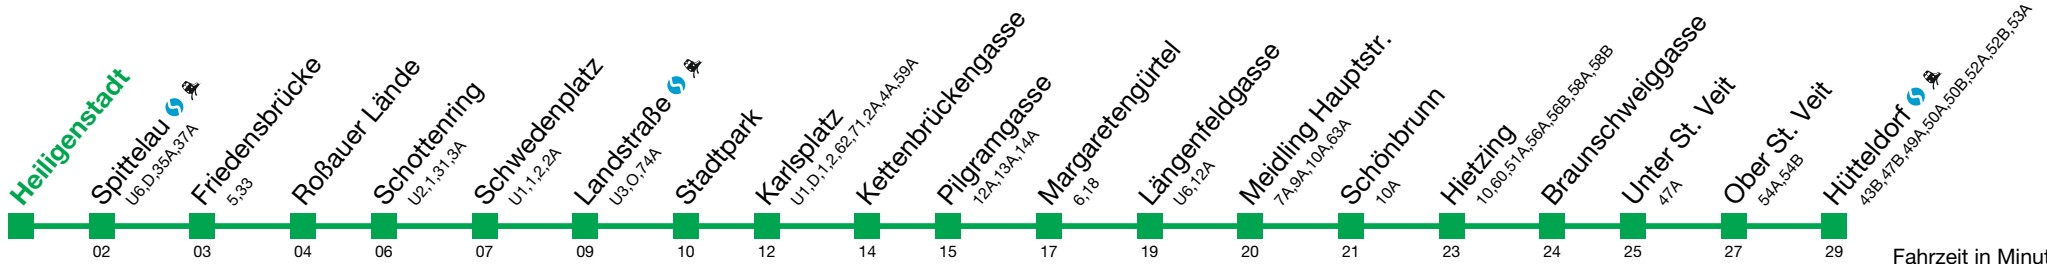 Heiligenstadt
Spittelau
U6,D,35A,37A
Friedensbrücke
5,33
Roßauer Lände
Schottenring
U2,1,31,3A
Schwedenplatz
U1,1,2,2A
Landstraße
U3,O,74A
Stadtpark
Karlsplatz
U1,D,1,2,62,71,2A,4A,59A
Kettenbrückengasse
Pilgramgasse
12A,13A,14A
Margaretengürtel
6,18
Längenfeldgasse
U6,12A
Meidling Hauptstr.
7A,9A,10A,63A
Schönbrunn
10A
Hietzing
10,60,51A,56A,56B,58A,58B
Braunschweiggasse
Unter St. Veit
47A
Ober St. Veit
54A,54B
Hütteldorf
43B,47B,49A,50A,50B,52A,52B,53A
02 03 04 06 07 09 10 12 14 15 17 19 20 21 23 24 25 27 29
Fahrzeit in Minut